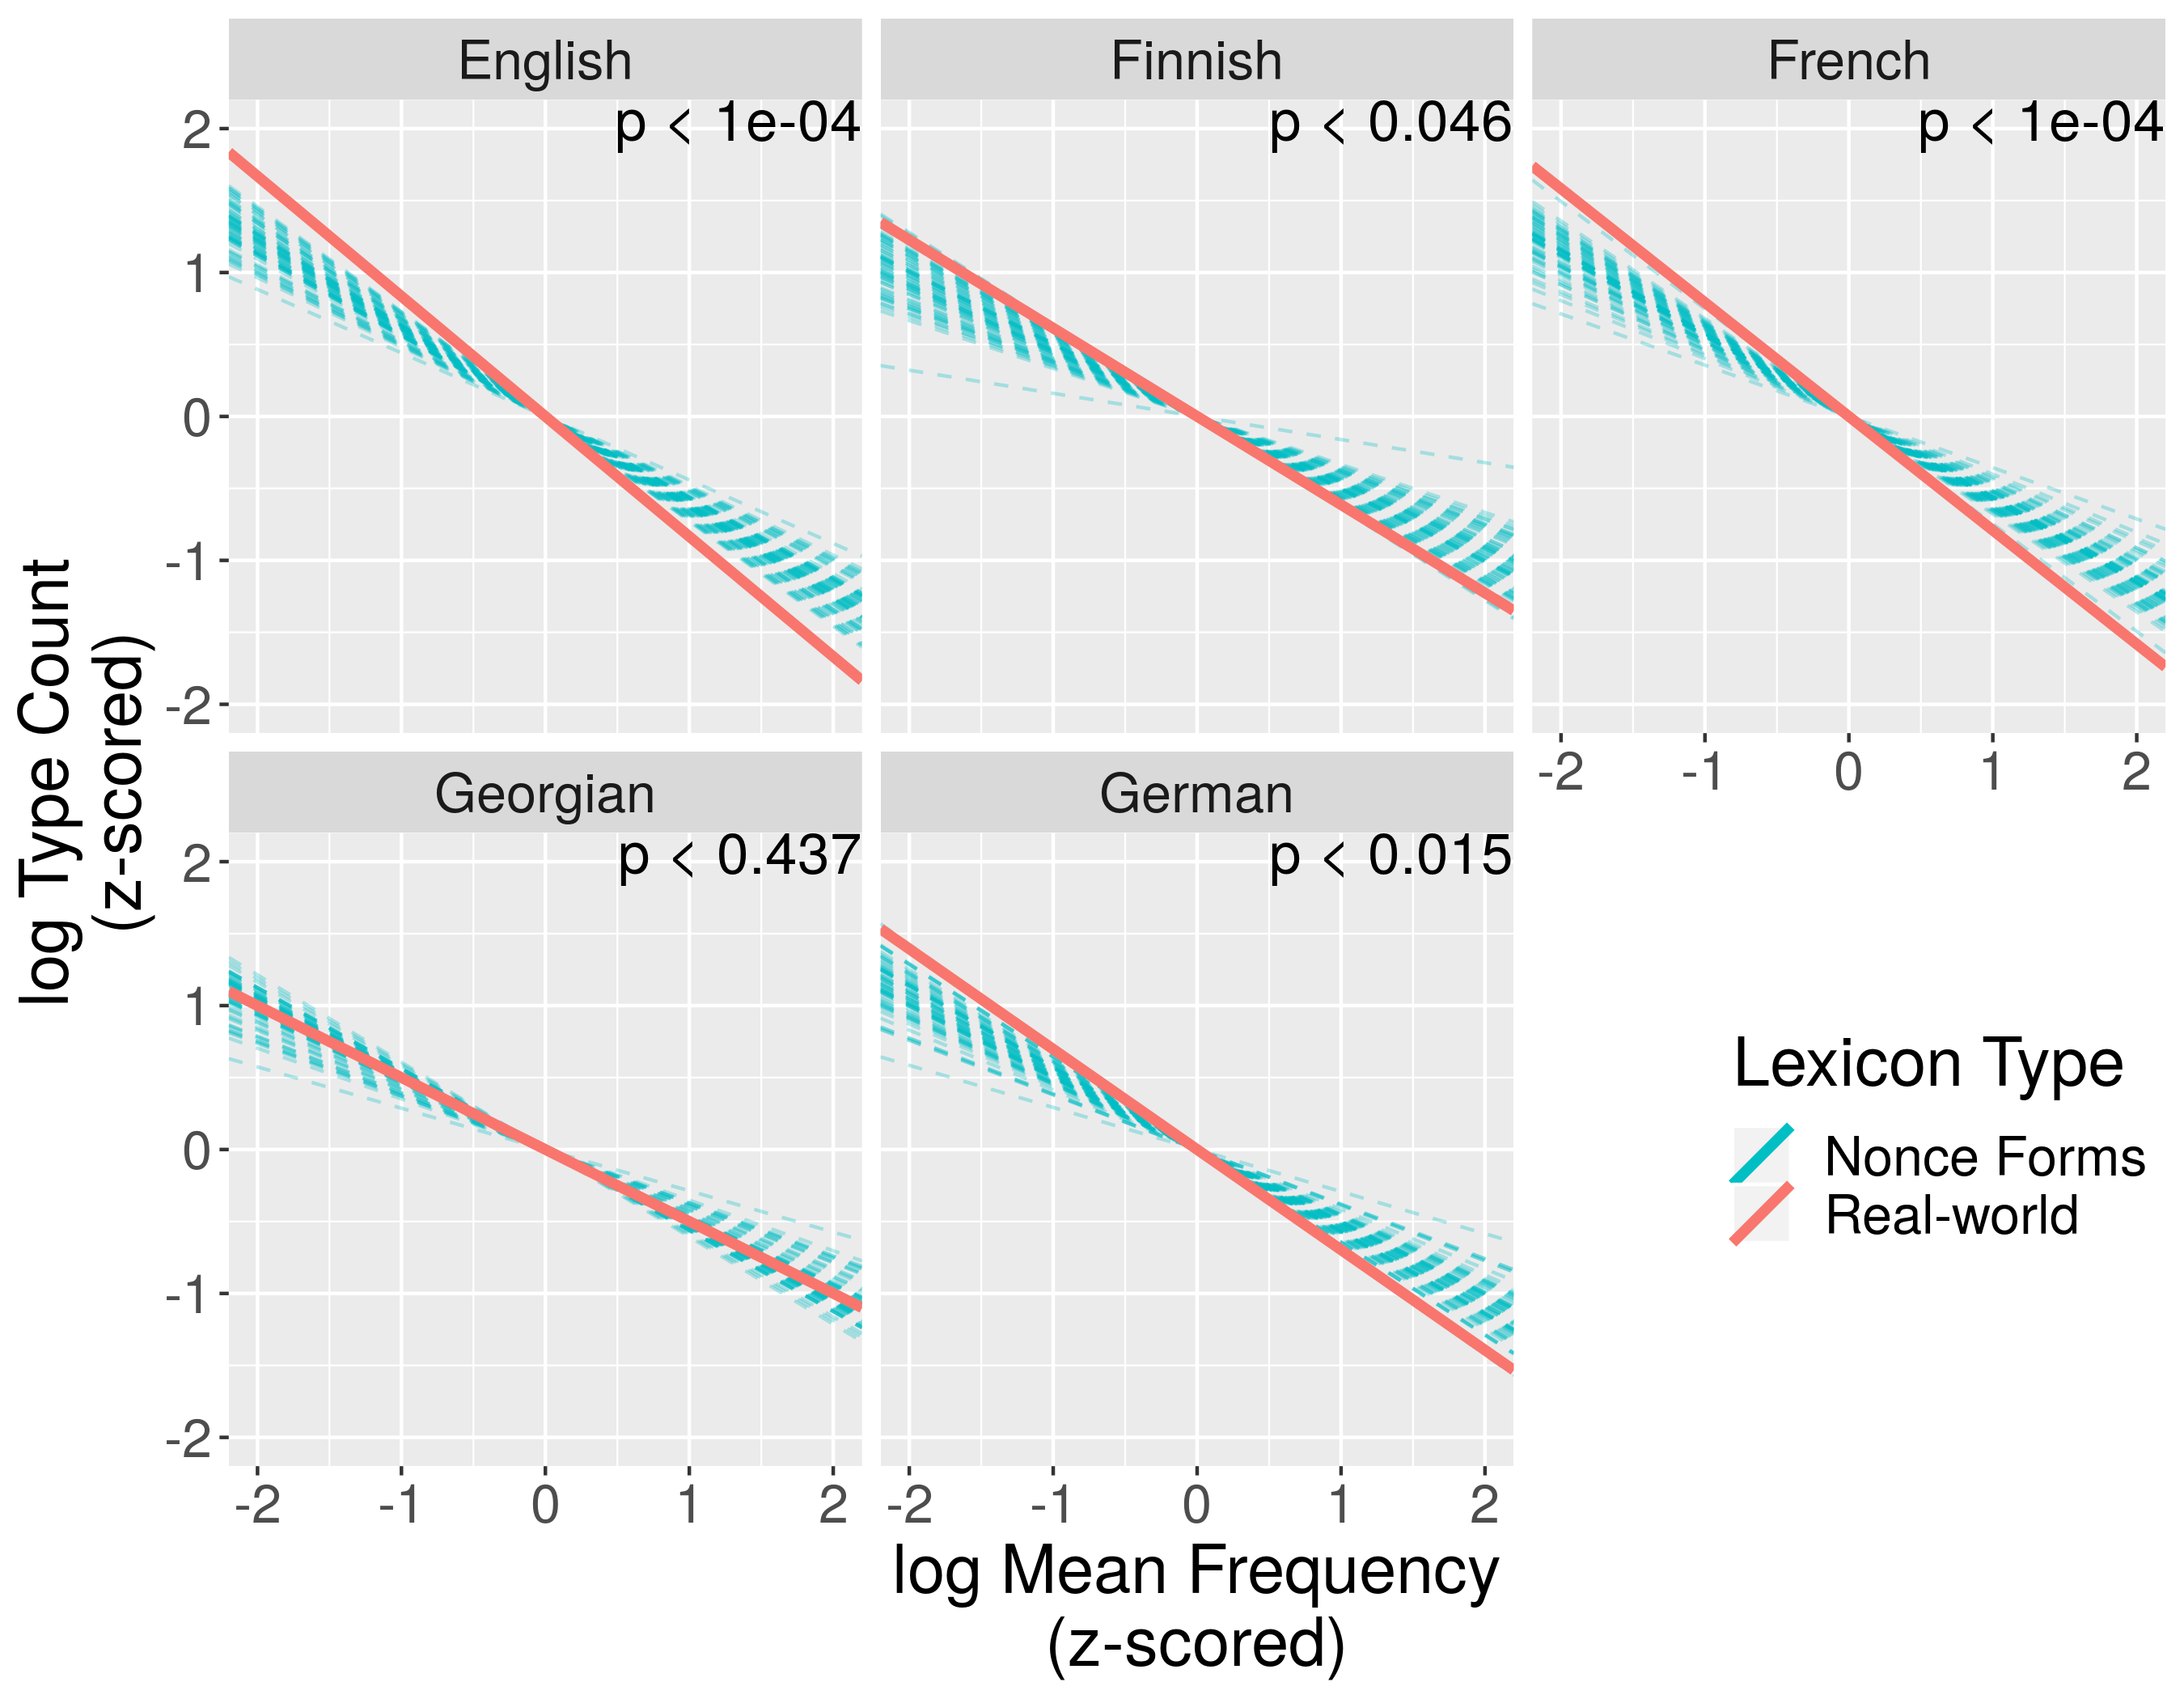 English
Finnish
French
p < 1e-04
p < 0.046
p < 1e-04
2
1
0
-1
-2
-2 -1 0 1 2
Georgian
German
p < 0.437
p < 0.015
2
1
0
-1
-2
-2 -1 0 1 2
-2 -1 0 1 2
log Type Count
(z-scored)
log Mean Frequency
(z-scored)
Lexicon Type
Nonce Forms
Real-world